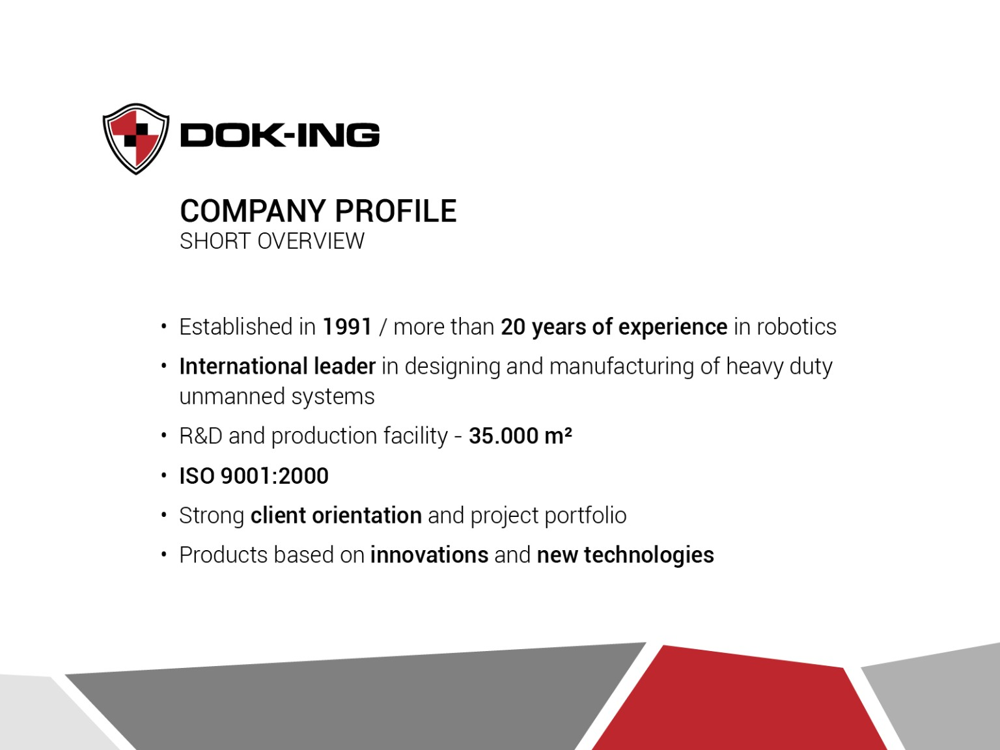 DOK-ING
COMPANY PROFILE
SHORT OVERVIEW
• Established in 1991 / more than 20 years of experience in robotics
• International leader in designing and manufacturing of heavy duty
unmanned systems
• R&D and production facility - 35.000 m²
• ISO 9001:2000
• Strong client orientation and project portfolio
• Products based on innovations and new technologies